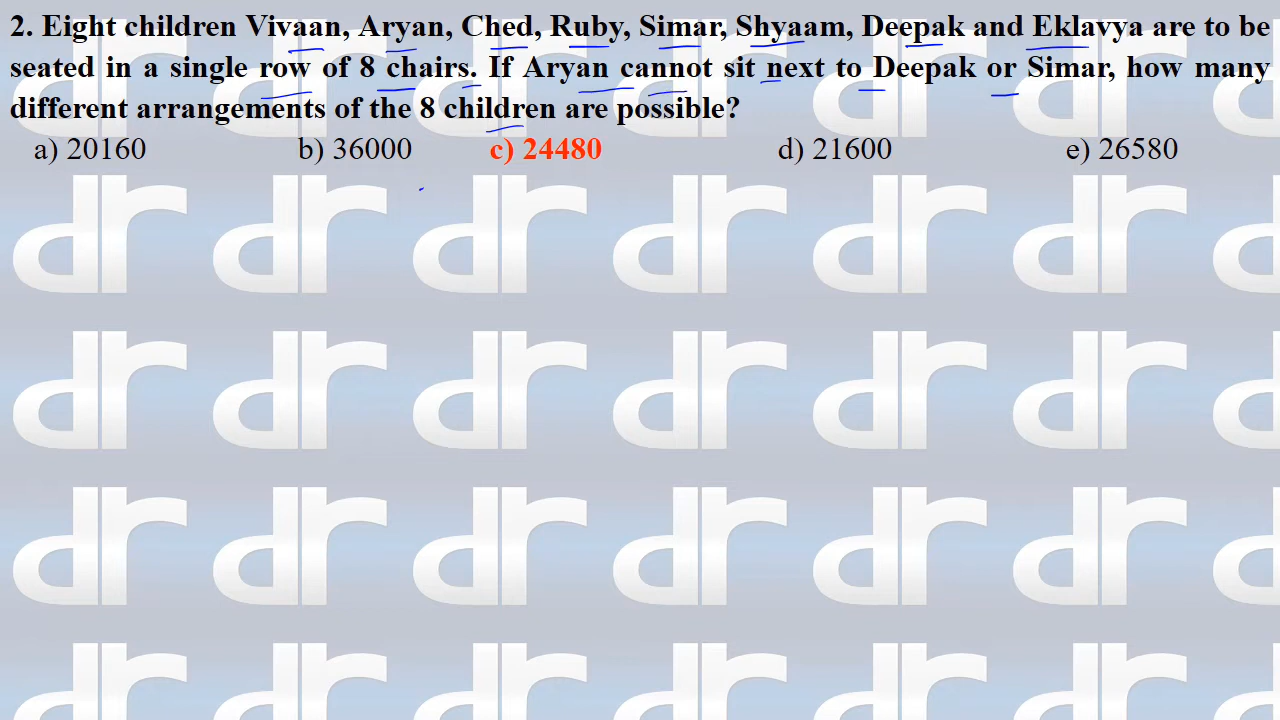 2. Eight children Vivaan, Aryan, Ched, Ruby, Simar, Shyaam, Deepak and Eklavya are to be
seated in a single row of 8 chairs. If Aryan cannot sit next to Deepak or Simar, how many
different arrangements of the 8 children are possible?
a) 20160 b) 36000 c) 24480 d) 21600 e) 26580